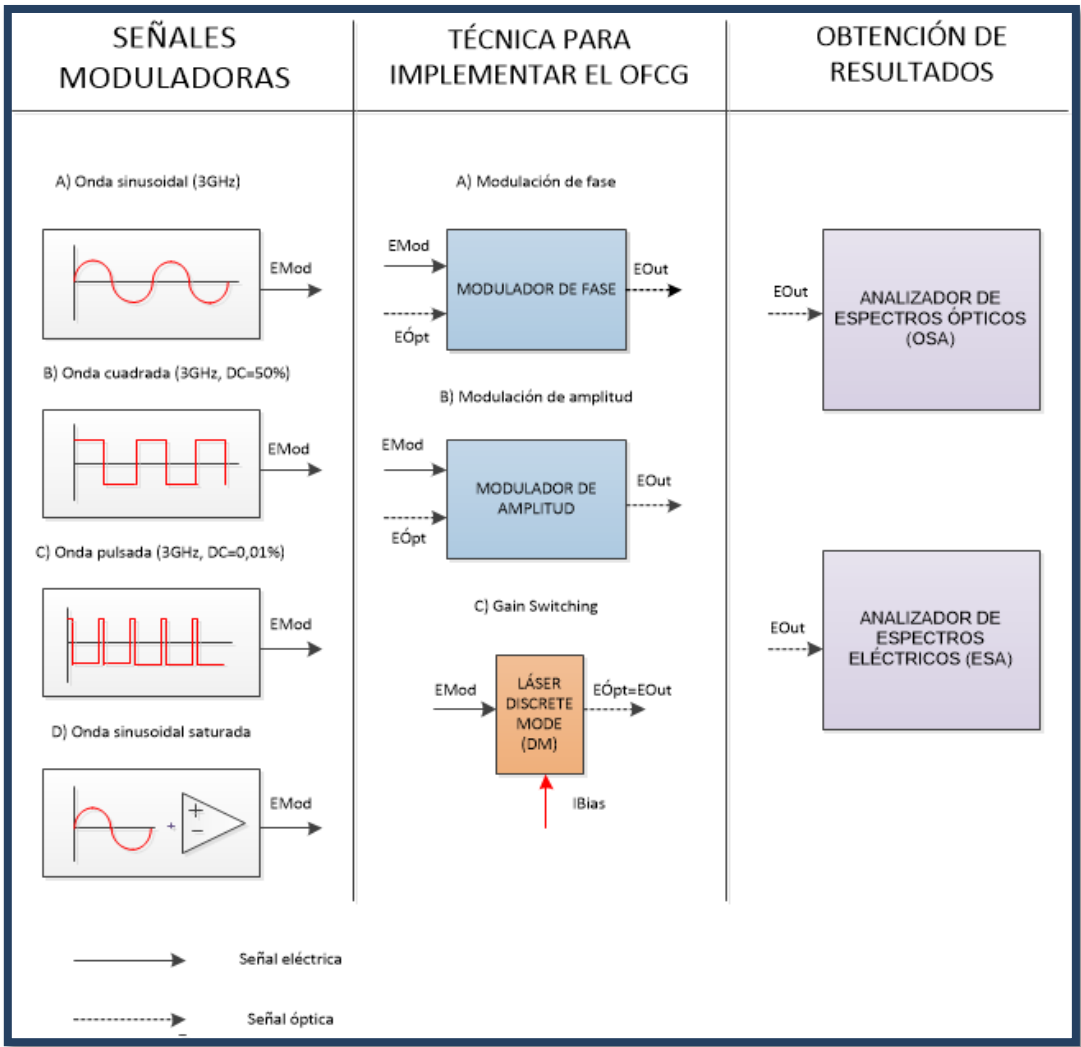 SEÑALES
MODULADORAS
TÉCNICA PARA
IMPLEMENTAR EL OFCG
OBTENCIÓN DE
RESULTADOS
A) Onda sinusoidal (3GHz)
EMod
B) Onda cuadrada (3GHz, DC=50%)
EMod
C) Onda pulsada (3GHz, DC=0,01%)
EMod
D) Onda sinusoidal saturada
+
+
−
EMod
A) Modulación de fase
EMod
EÓpt
MODULADOR DE FASE
EOut
B) Modulación de amplitud
EMod
EÓpt
MODULADOR DE
AMPLITUD
EOut
C) Gain Switching
EMod
LÁSER
DISCRETE
MODE
(DM)
EÓpt=EOut
IBias
EOut
ANALIZADOR DE
ESPECTROS ÓPTICOS
(OSA)
EOut
ANALIZADOR DE
ESPECTROS
ELÉCTRICOS (ESA)
Señal eléctrica
Señal óptica